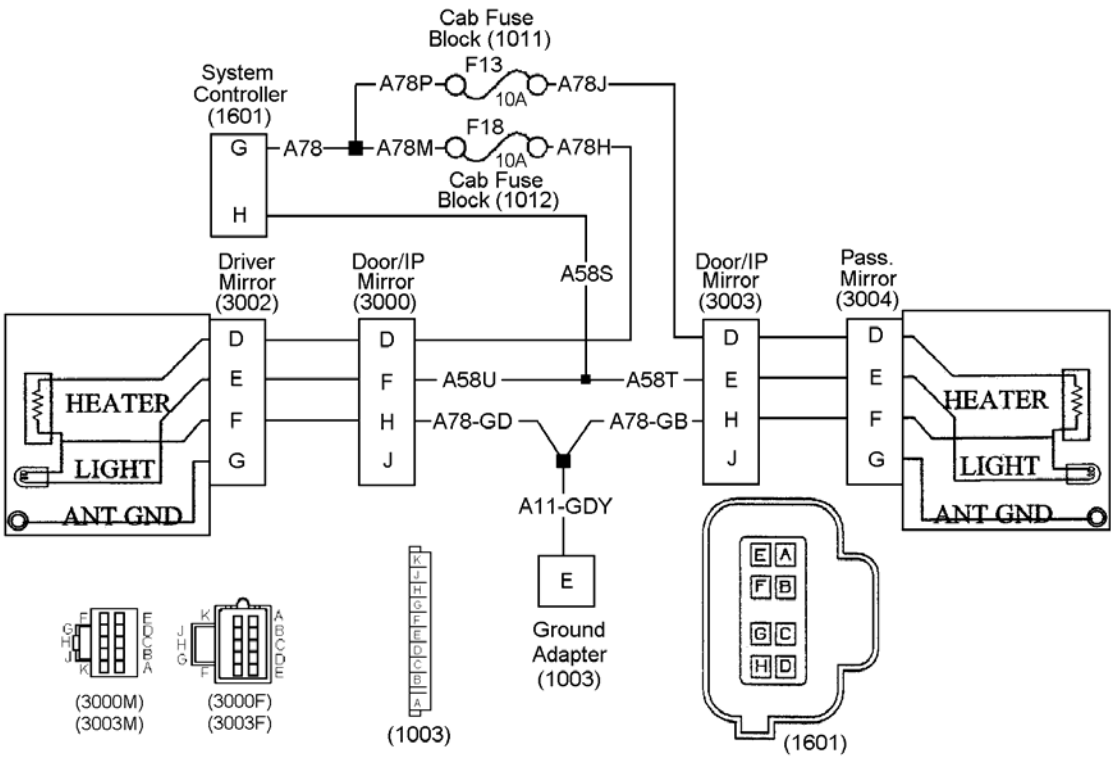 Cab Fuse
Block (1011)
F13
A78P
10A
A78J
System
Controller
(1601)
G
A78
A78M
F18
10A
A78H
Cab Fuse
Block (1012)
H
A58S
Driver
Mirror
(3002)
Door/IP
Mirror
(3000)
Door/IP
Mirror
(3003)
Pass.
Mirror
(3004)
D
D
D
D
E
F
A58U
A58T
E
E
HEATER
HEATER
F
H
A78-GD
A78-GB
H
F
G
J
J
G
LIGHT
LIGHT
ANT GND
ANT GND
A11-GDY
E
Ground
Adapter
(1003)
F
G
H
J
K
E
D
C
B
A
(3000M)
(3003M)
K
J
H
G
F
A
B
C
D
E
(3000F)
(3003F)
K
J
H
G
F
E
D
C
B
A
(1003)
E A
F B
G C
H D
(1601)